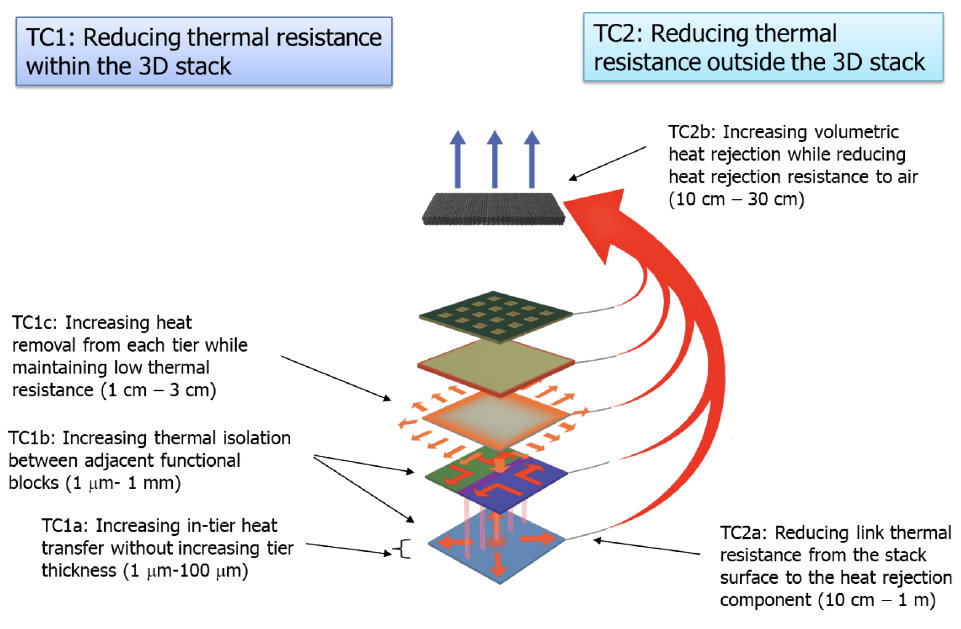 TC1: Reducing thermal resistance
within the 3D stack
TC2: Reducing thermal
resistance outside the 3D stack
TC2b: Increasing volumetric
heat rejection while reducing
heat rejection resistance to air
(10 cm – 30 cm)
TC1c: Increasing heat
removal from each tier while
maintaining low thermal
resistance (1 cm – 3 cm)
TC1b: Increasing thermal isolation
between adjacent functional
blocks (1 μm- 1 mm)
TC1a: Increasing in-tier heat
transfer without increasing tier
thickness (1 μm-100 μm)
TC2a: Reducing link thermal
resistance from the stack
surface to the heat rejection
component (10 cm – 1 m)